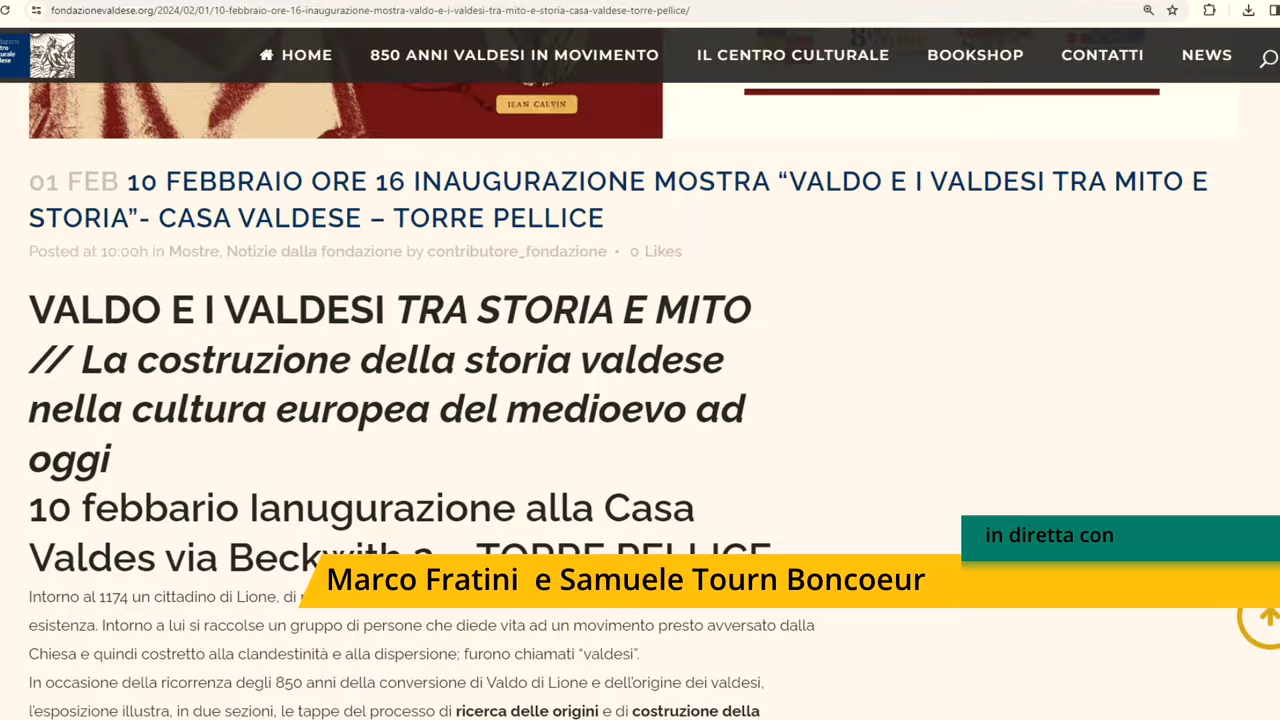 fondazionevaldese.org/2024/02/01/10-febbraio-ore-16-inaugurazione-mostra-valdo-e-i-valdesi-tra-mito-e-storia-casa-valdese-torre-pellice/
HOME 850 ANNI VALDESI IN MOVIMENTO IL CENTRO CULTURALE BOOKSHOP CONTATTI NEWS
JEAN CALVIN
01 FEB 10 FEBBRAIO ORE 16 INAUGURAZIONE MOSTRA “VALDO E I VALDESI TRA MITO E
STORIA”- CASA VALDESE – TORRE PELLICE
Posted at 10:00h in Mostre, Notizie dalla fondazione by contributore_fondazione • 0 Likes
VALDO E I VALDESI TRA STORIA E MITO
// La costruzione della storia valdese
nella cultura europea del medioevo ad
oggi
10 febbario Ianugurazione alla Casa
Valdes via Beckwith 2 – TORRE PELLICE
in diretta con
Marco Fratini e Samuele Tourn Boncoeur
Intorno al 1174 un cittadino di Lione, di
esistenza. Intorno a lui si raccolse un gruppo di persone che diede vita ad un movimento presto avversato dalla
Chiesa e quindi costretto alla clandestinità e alla dispersione; furono chiamati “valdesi”.
In occasione della ricorrenza degli 850 anni della conversione di Valdo di Lione e dell’origine dei valdesi,
l’esposizione illustra, in due sezioni, le tappe del processo di ricerca delle origini e di costruzione della